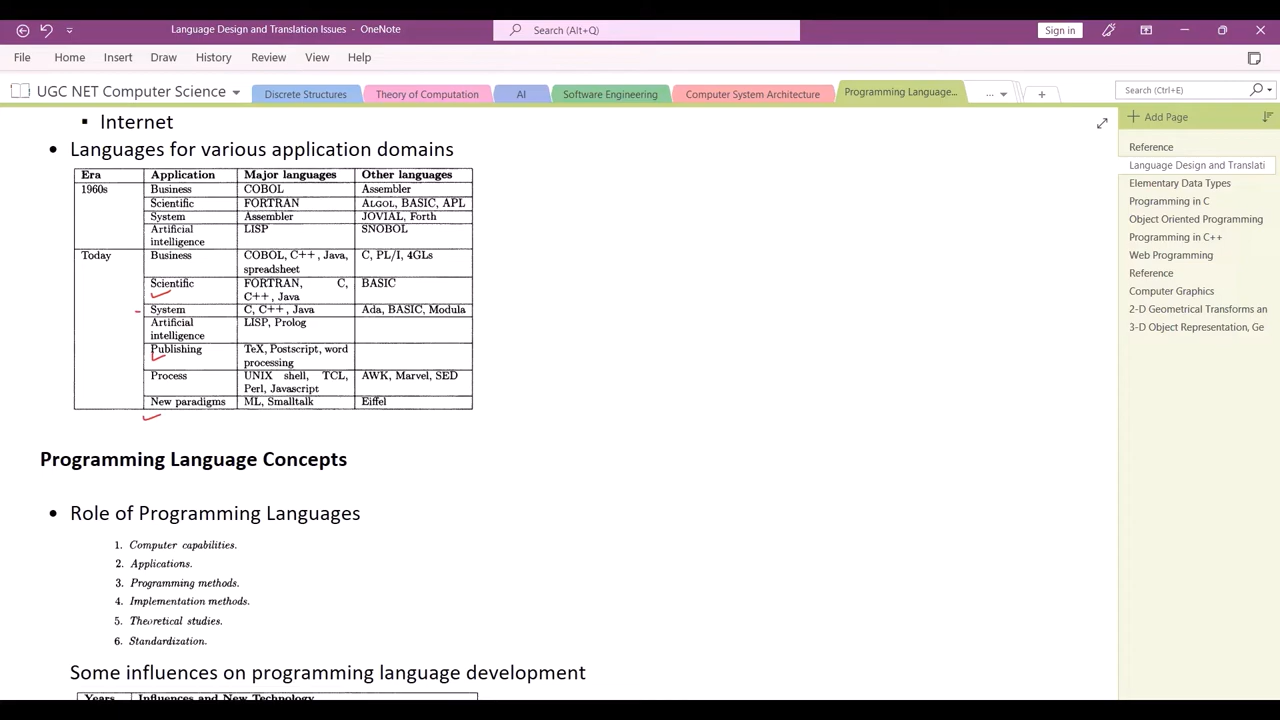 Language Design and Translation Issues - OneNote
Search (Alt+Q)
Sign in
File Home Insert Draw History Review View Help
UGC NET Computer Science
Discrete Structures Theory of Computation AI Software Engineering Computer System Architecture Programming Language... ...
Search (Ctrl+E)
Add Page
Reference
Language Design and Translati
Elementary Data Types
Programming in C
Object Oriented Programming
Programming in C++
Web Programming
Reference
Computer Graphics
2-D Geometrical Transforms an
3-D Object Representation, Ge
▪ Internet
• Languages for various application domains
Era Application Major languages Other languages
1960s Business COBOL Assembler
Scientific FORTRAN ALGOL, BASIC, APL
System Assembler JOVIAL, Forth
Artificial LISP SNOBOL
intelligence
Today Business COBOL, C++, Java, C, PL/I, 4GLs
spreadsheet
Scientific FORTRAN, C, BASIC
C++, Java
System C, C++, Java Ada, BASIC, Modula
Artificial LISP, Prolog
intelligence
Publishing TeX, Postscript, word
processing
Process UNIX shell, TCL, AWK, Marvel, SED
Perl, Javascript
New paradigms ML, Smalltalk Eiffel
Programming Language Concepts
• Role of Programming Languages
1. Computer capabilities.
2. Applications.
3. Programming methods.
4. Implementation methods.
5. Theoretical studies.
6. Standardization.
Some influences on programming language development
Years Influences and New Technology